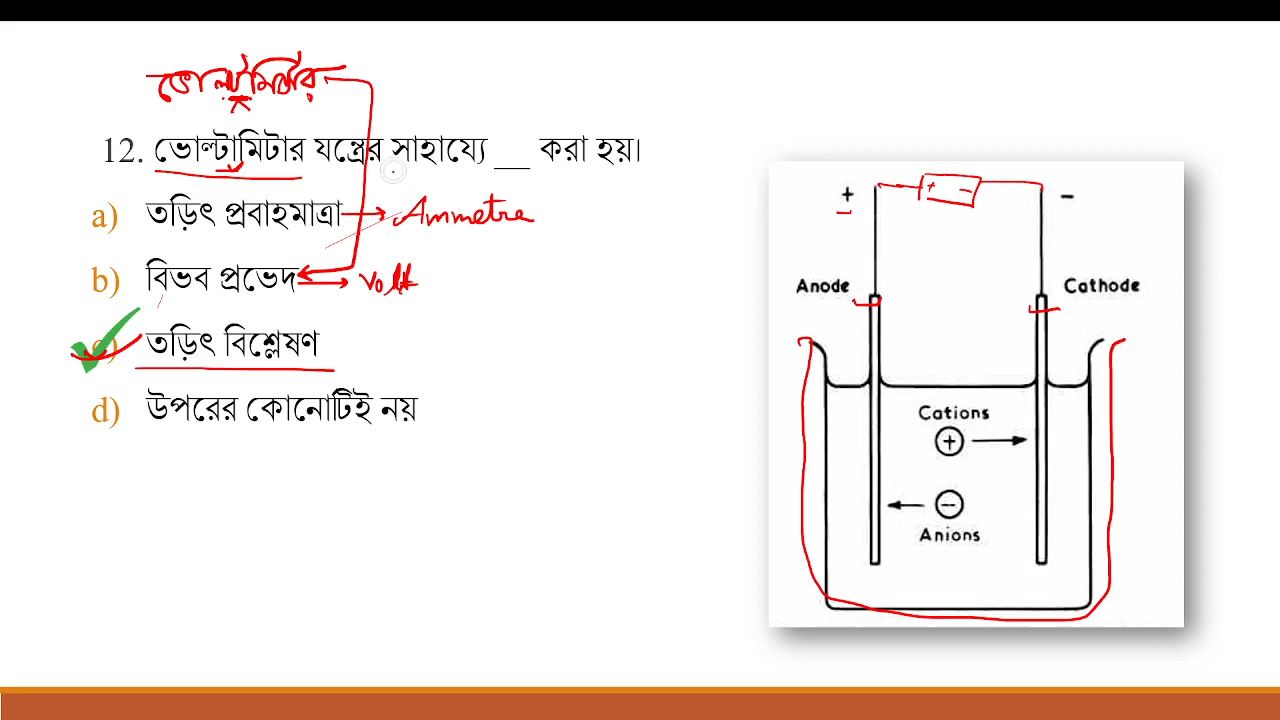 ভোল্টমিটার
12. ভোল্টামিটার যন্ত্রের সাহায্যে __ করা হয়।
a) তড়িৎ প্রবাহমাত্রা → Ammetre
b) বিভব প্রভেদ → volt
c) তড়িৎ বিশ্লেষণ
d) উপরের কোনোটিই নয়
+ + − −
Anode Cathode
Cations
+
−
Anions